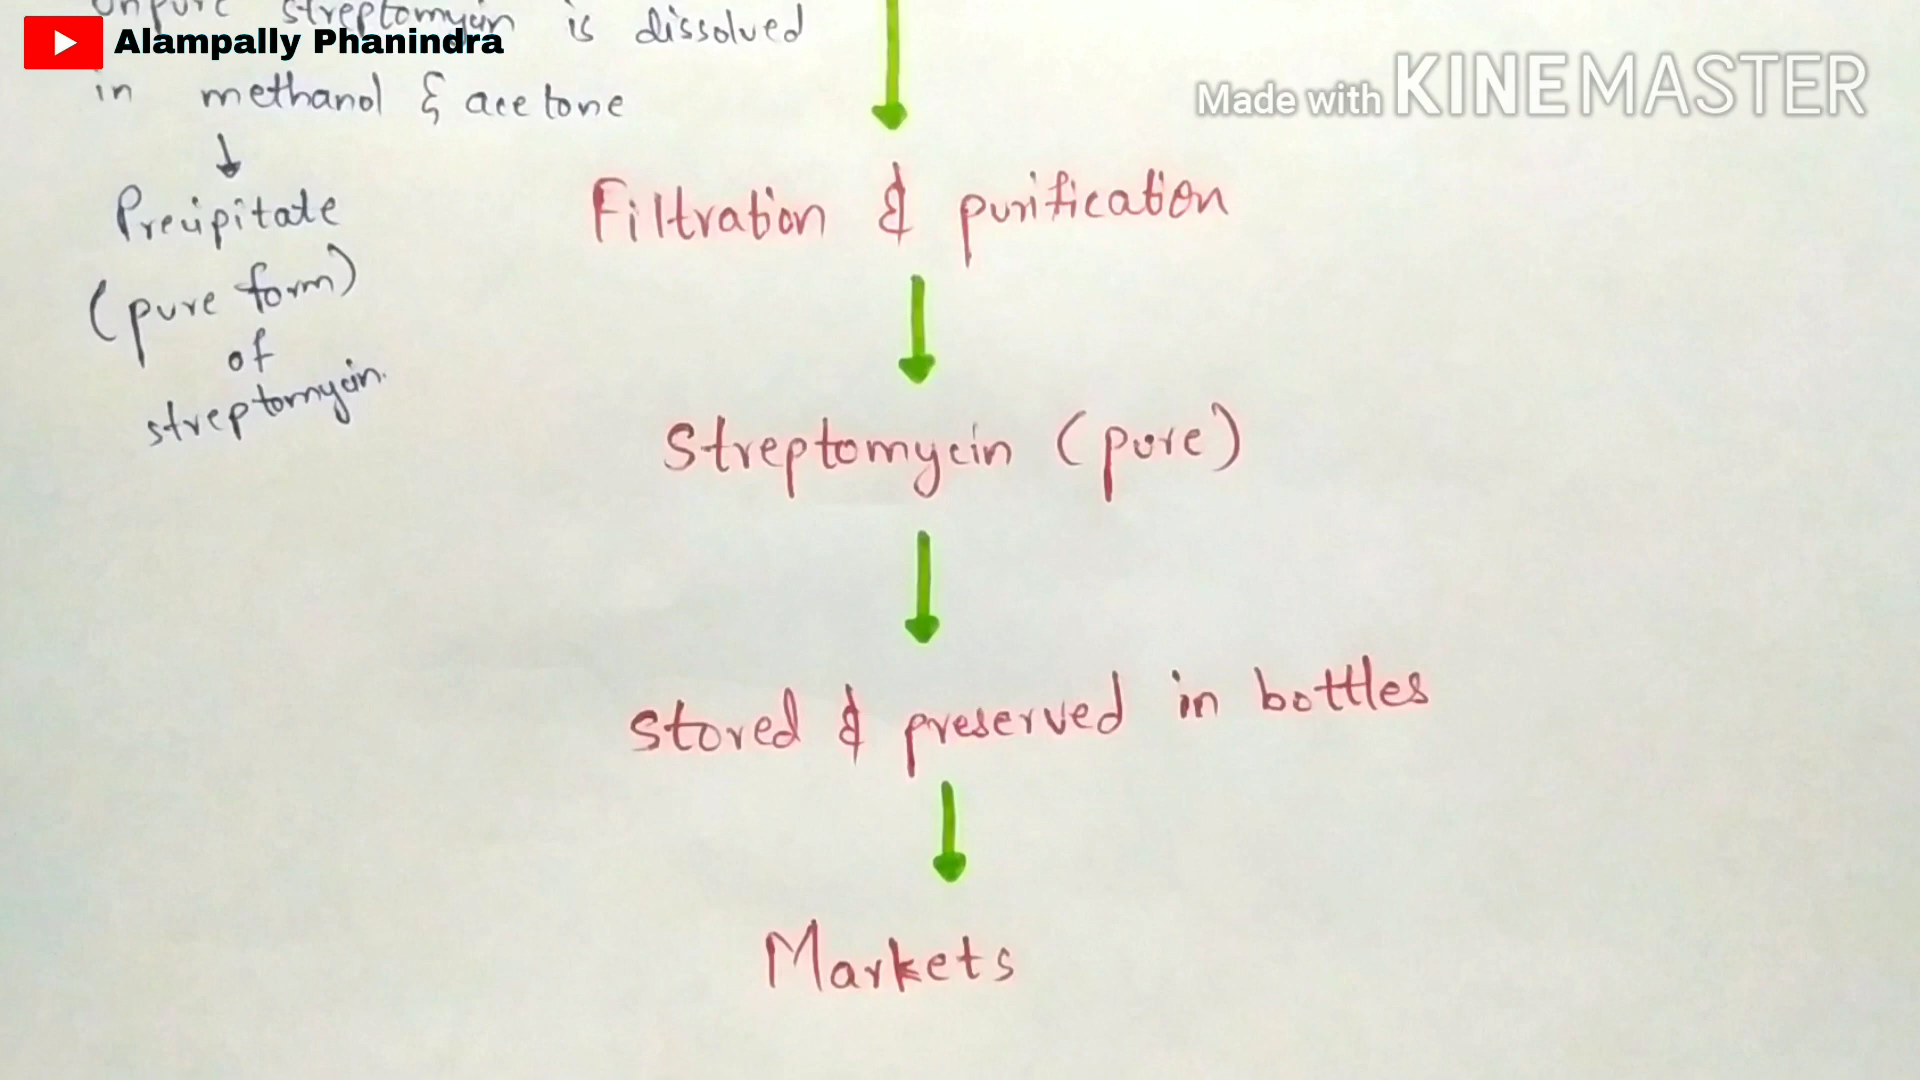 unpure streptomycin is dissolved
Alampally Phanindra
in methanol & acetone
Made with KINEMASTER
Precipitate
(pure form)
of
streptomycin.
Filtration & purification
Streptomycin (pure)
Stored & preserved in bottles
Markets